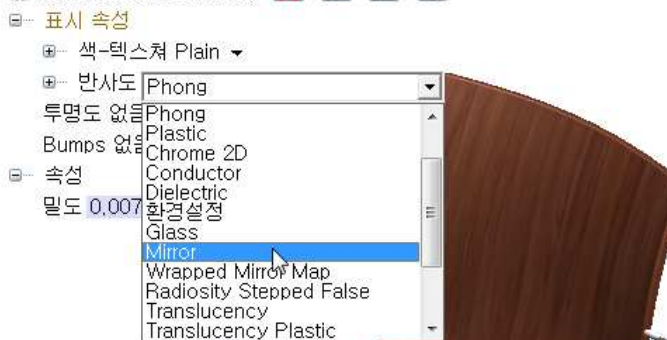 표시 속성
색-텍스쳐 Plain
반사도 Phong
투명도 없음 Phong
Plastic
Bumps 없음 Chrome 2D
Conductor
속성 Dielectric
밀도 0,007 환경설정
Glass
Mirror
Wrapped Mirror Map
Radiosity Stepped False
Translucency
Translucency Plastic